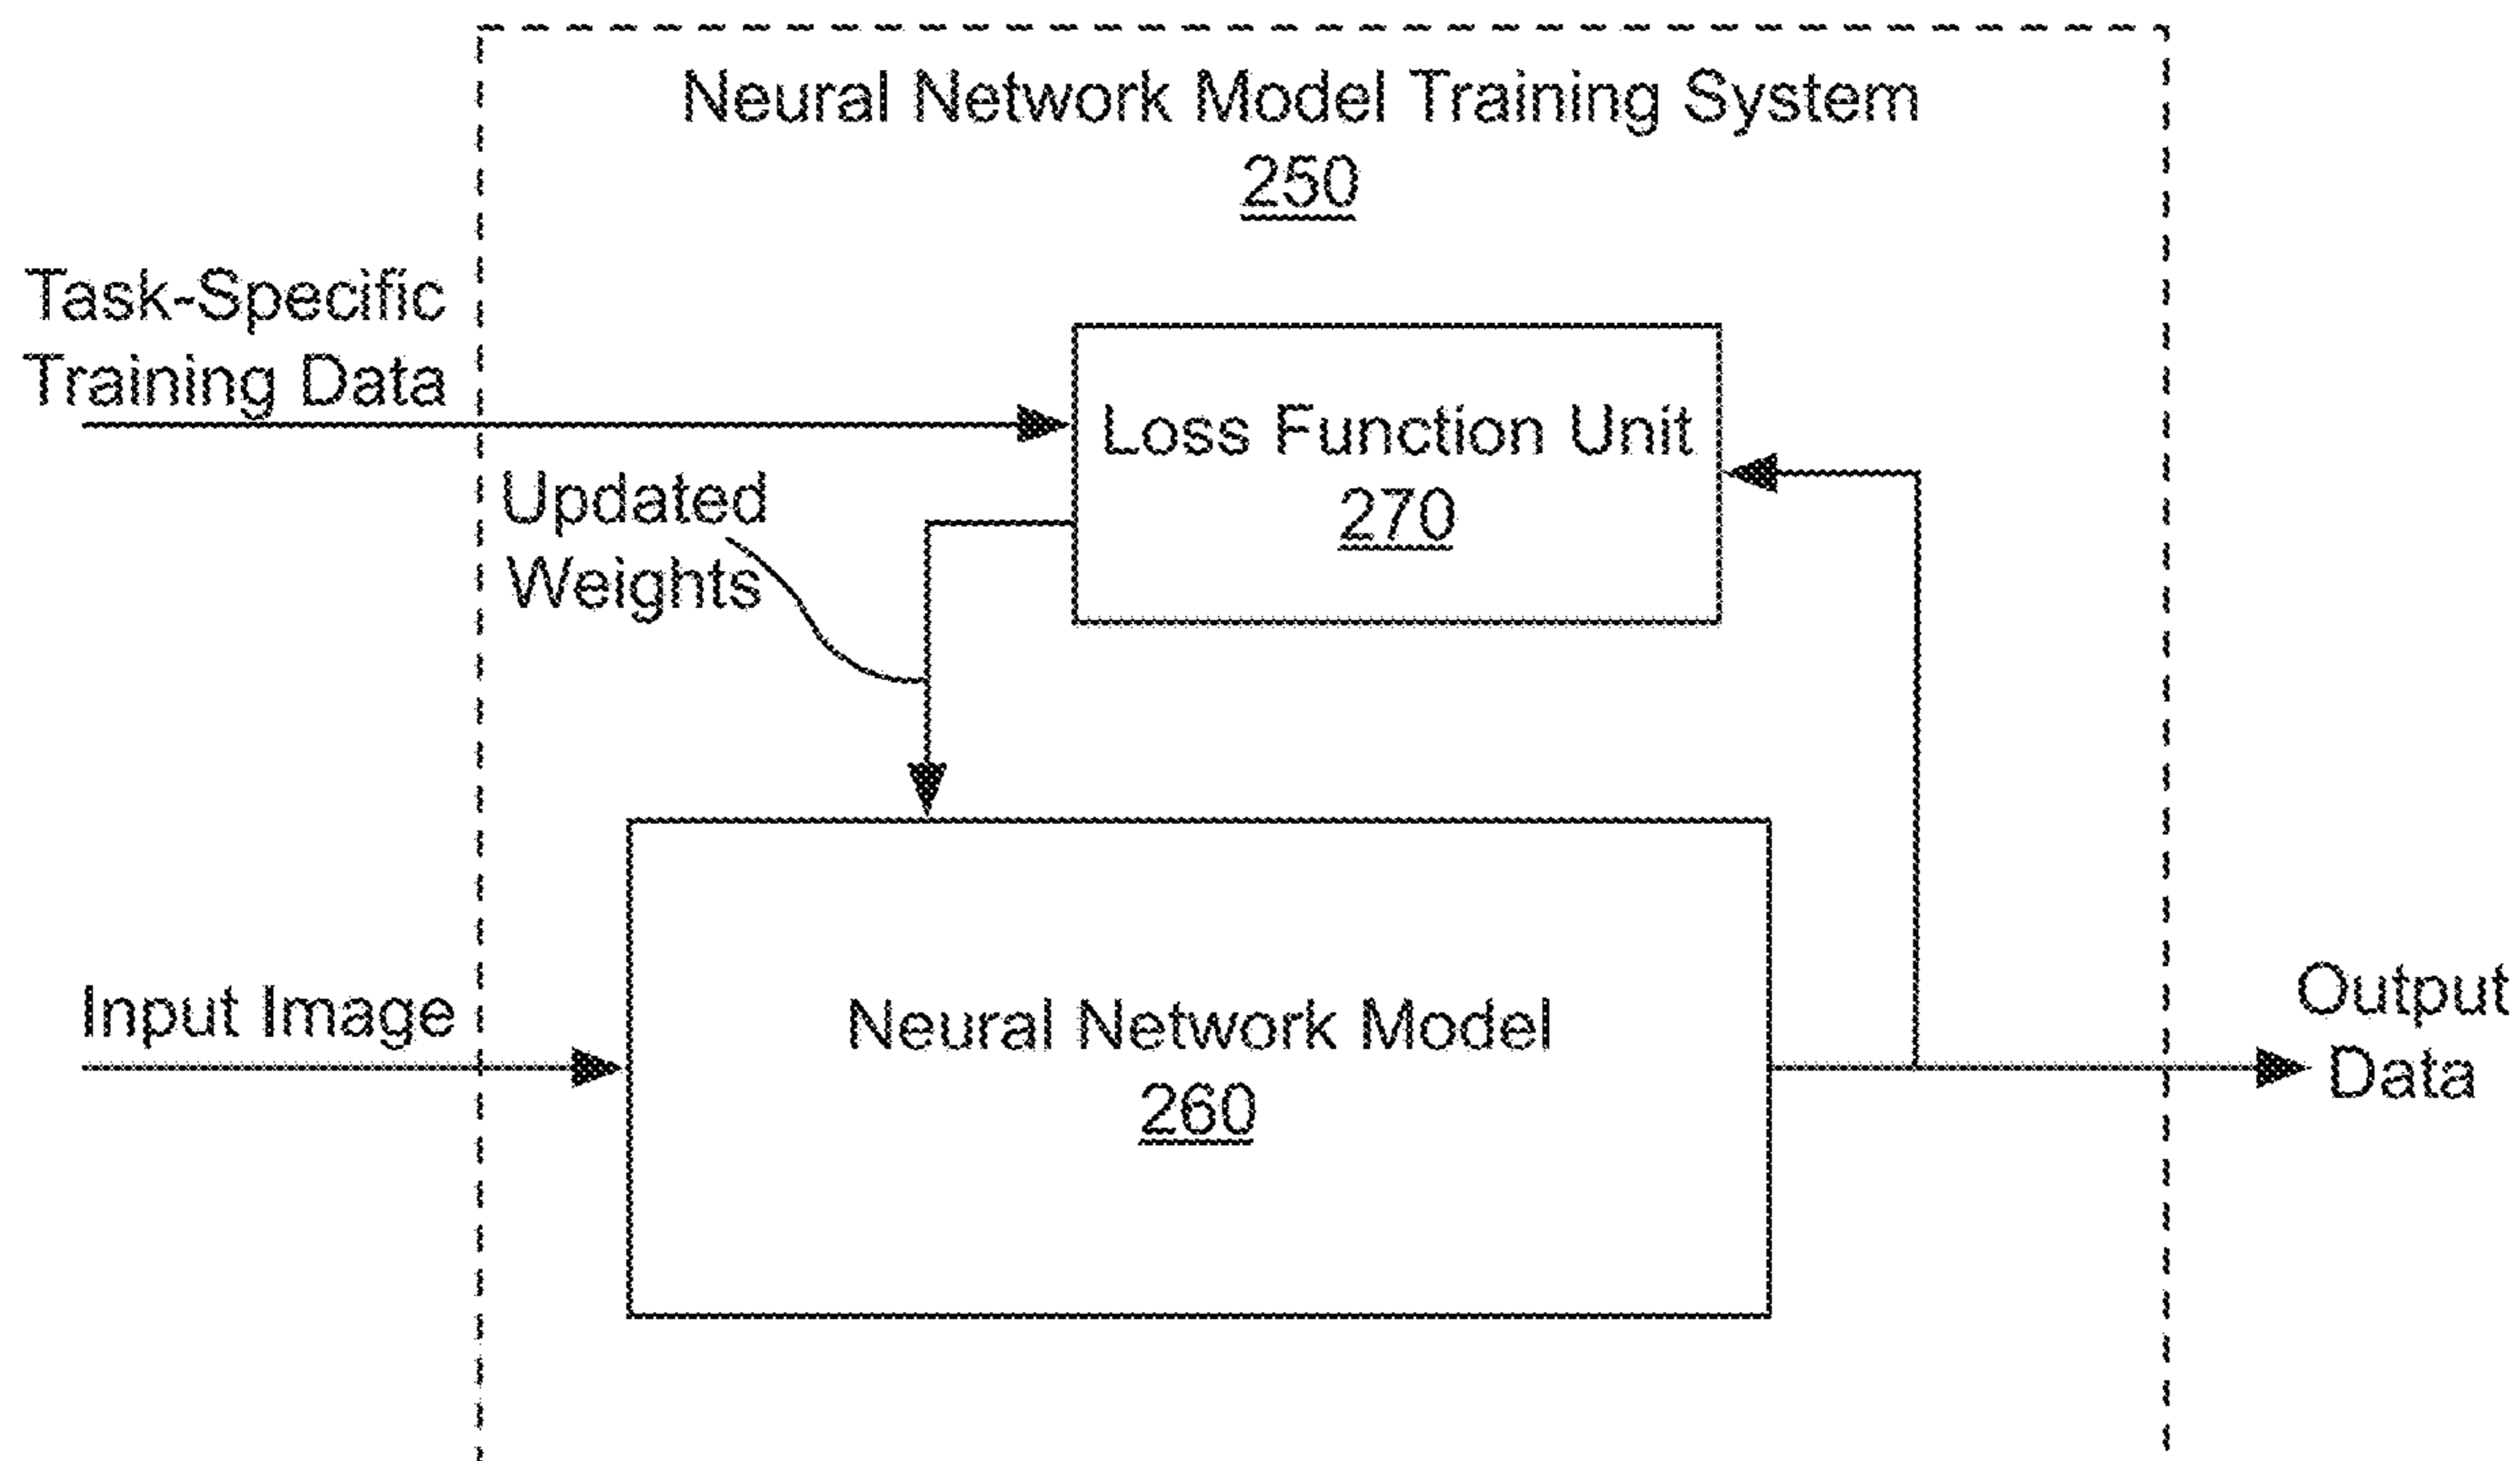 Neural Network Model Training System
250
Task-Specific
Training Data
Loss Function Unit
270
Updated
Weights
Input Image
Neural Network Model
260
Output
Data